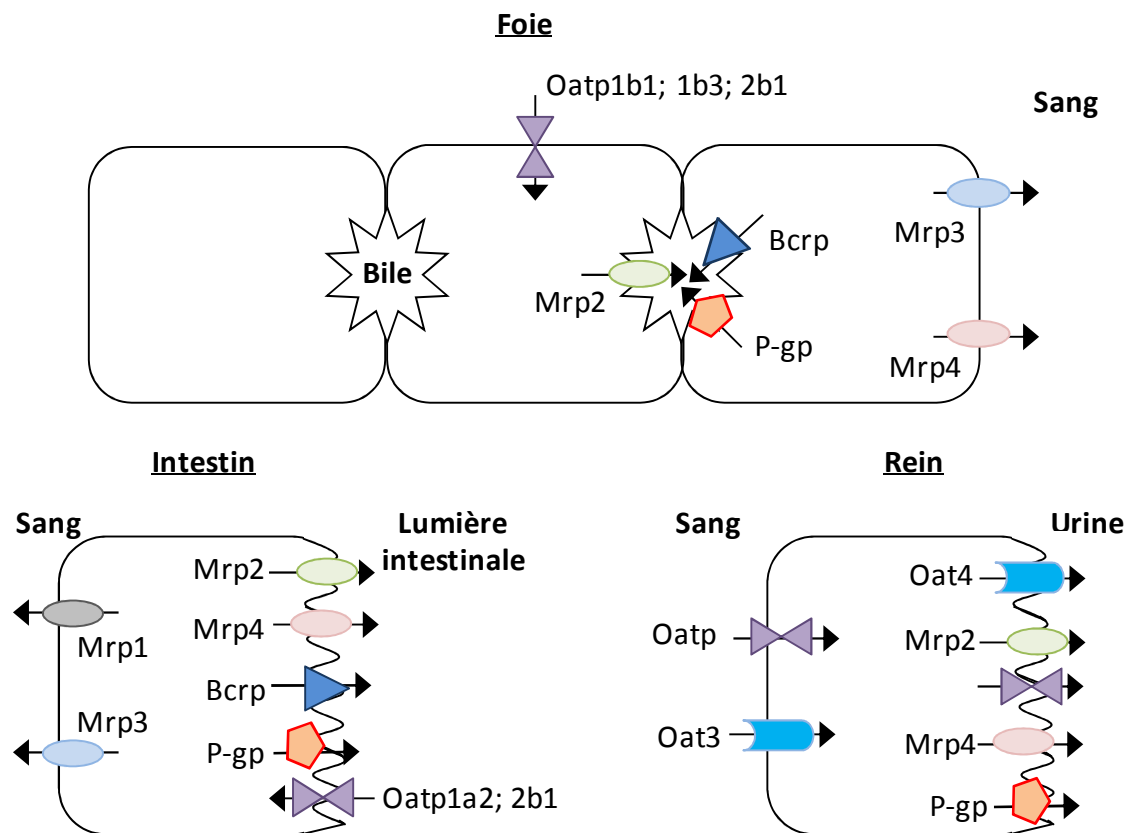 Foie
Oatp1b1; 1b3; 2b1
Sang
Mrp3
Bcrp
Bile
Mrp2
P-gp
Mrp4
Intestin
Sang
Lumière
intestinale
Mrp2
Mrp4
Mrp1
Bcrp
Mrp3
P-gp
Oatp1a2; 2b1
Rein
Sang
Urine
Oat4
Oatp
Mrp2
Oat3
Mrp4
P-gp